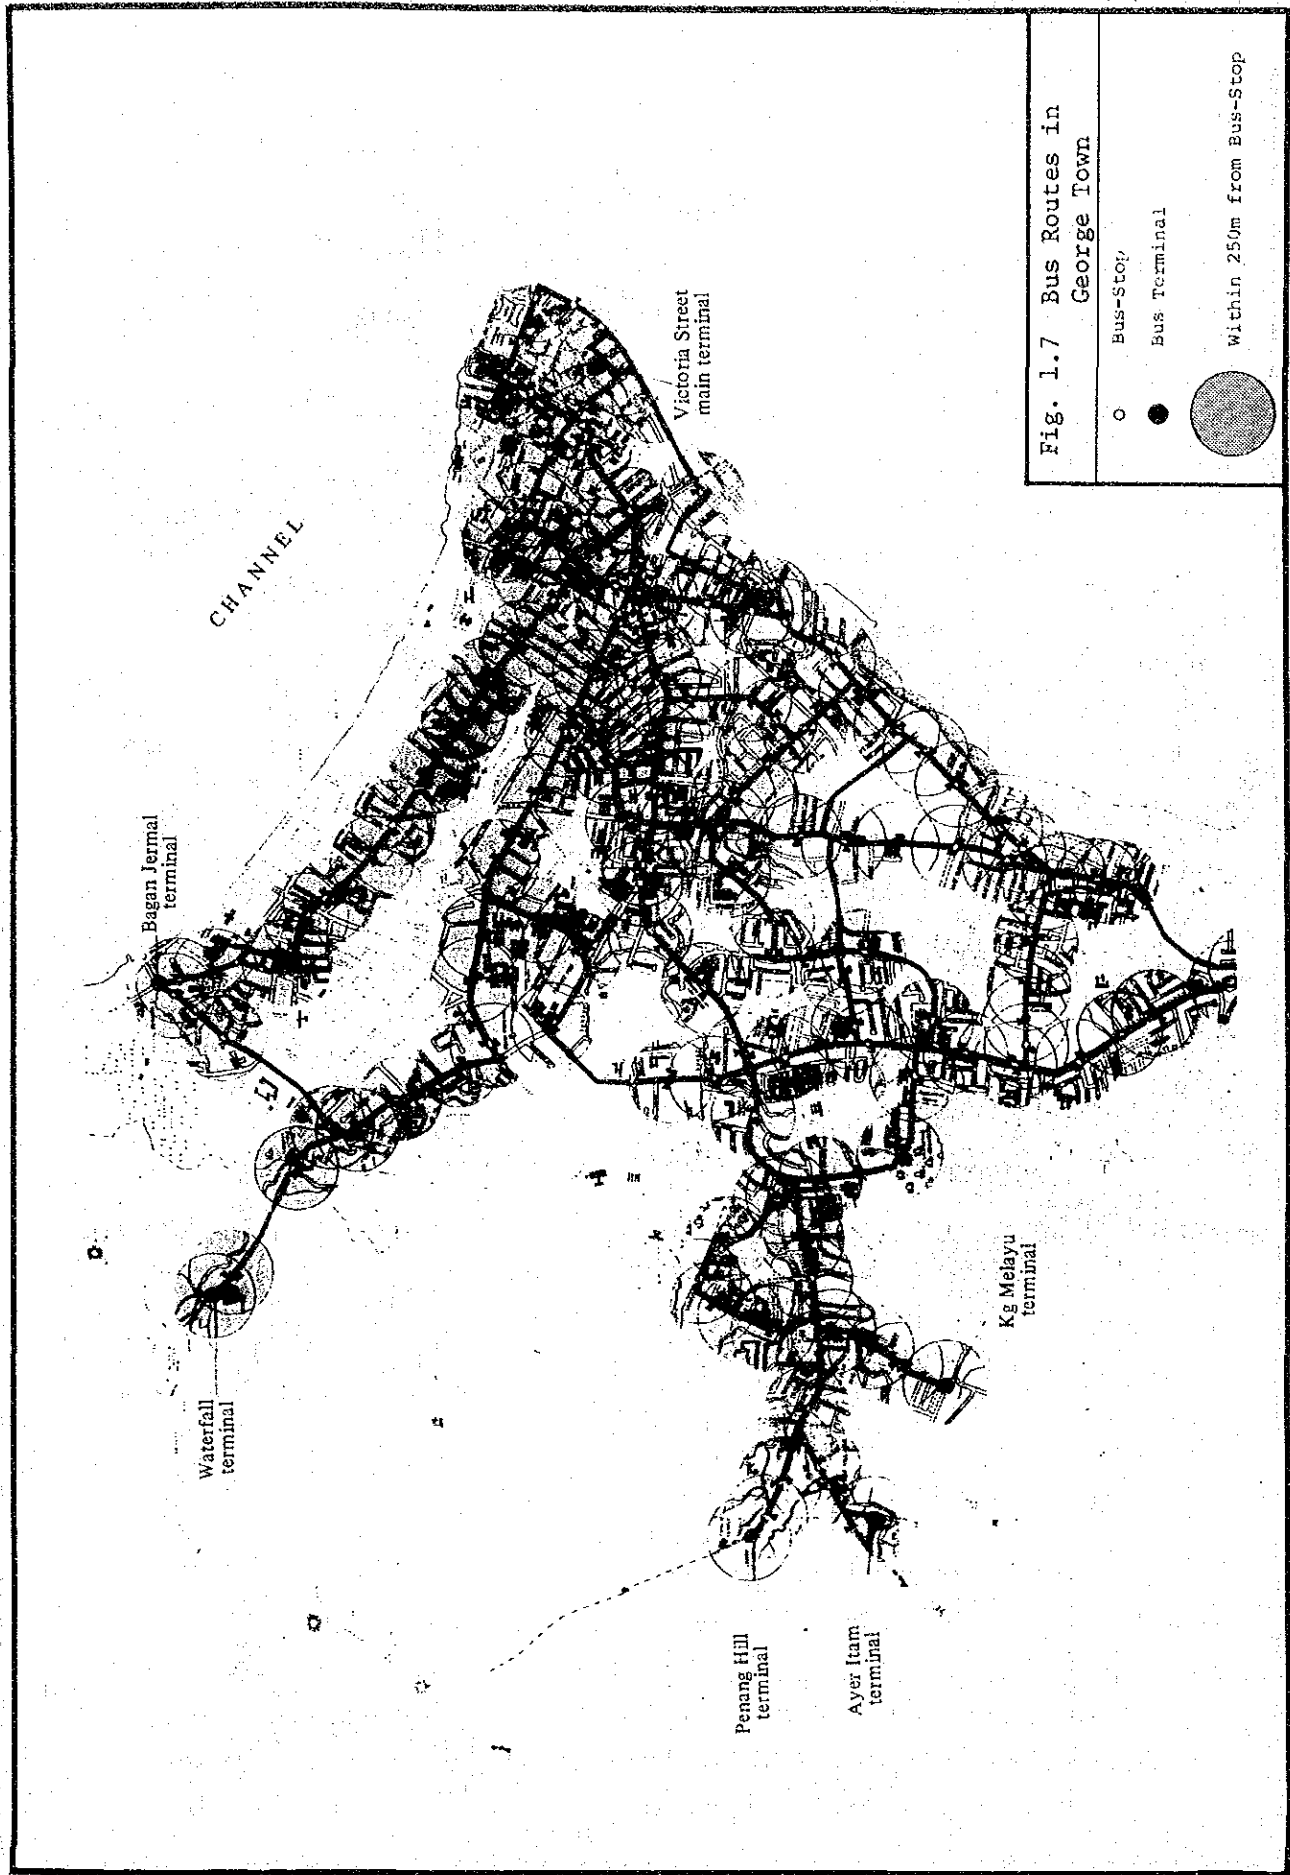 CHANNEL
Bagan Jermal
terminal
Victoria Street
main terminal
Waterfall
terminal
Kg Melayu
terminal
Penang Hill
terminal
Ayer Itam
terminal
Fig. 1.7 Bus Routes in
George Town
Bus-Stop
Bus Terminal
Within 250m from Bus-Stop